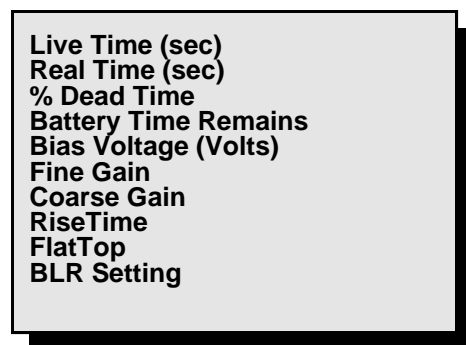 Live Time (sec)
Real Time (sec)
% Dead Time
Battery Time Remains
Bias Voltage (Volts)
Fine Gain
Coarse Gain
RiseTime
FlatTop
BLR Setting